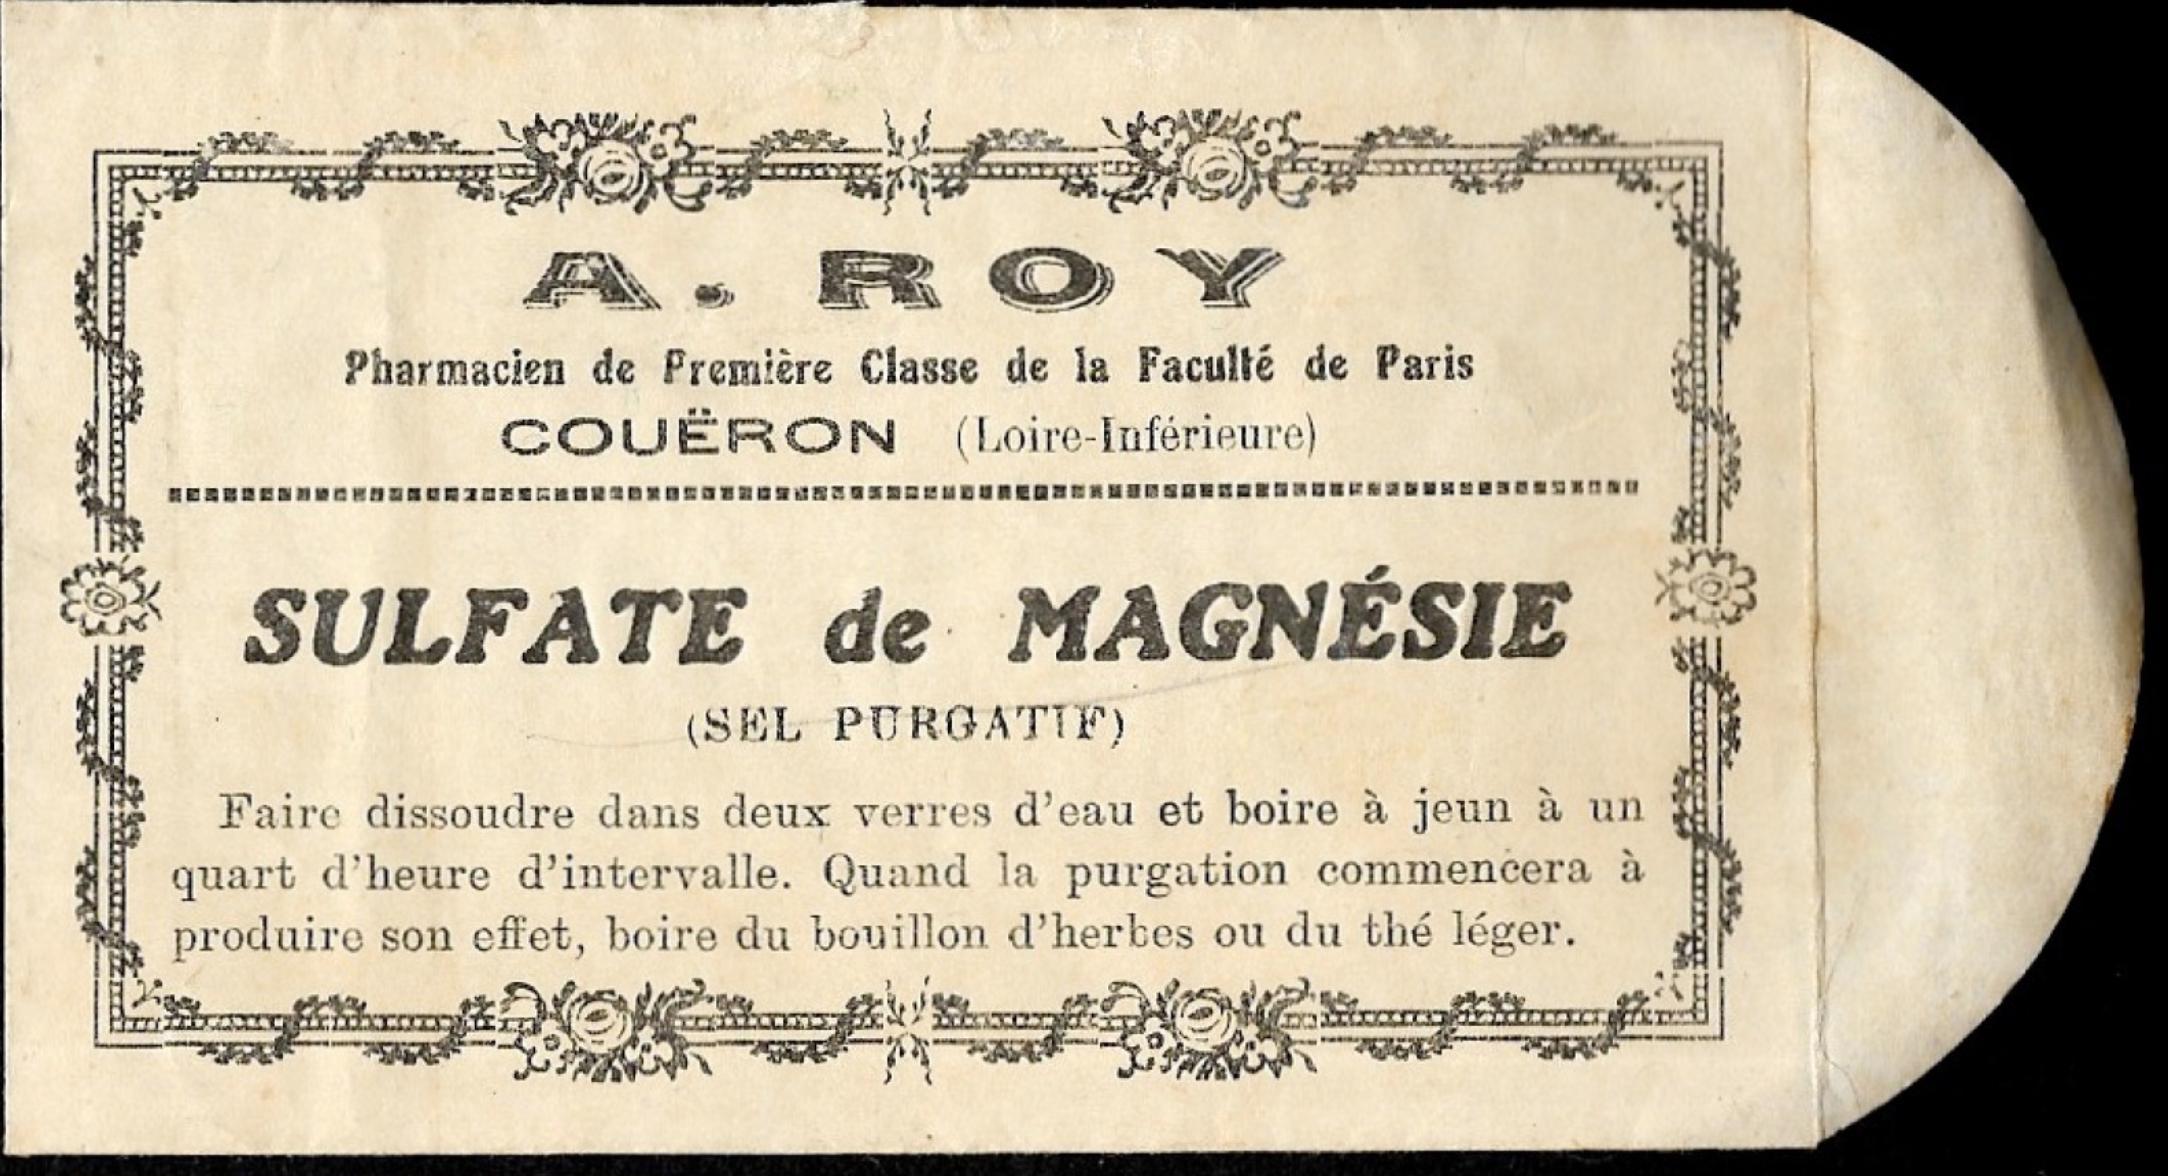 A. ROY
Pharmacien de Première Classe de la Faculté de Paris
COUËRON (Loire-Inférieure)
SULFATE de MAGNÉSIE
(SEL PURGATIF)
Faire dissoudre dans deux verres d'eau et boire à jeun à un
quart d'heure d'intervalle. Quand la purgation commencera à
produire son effet, boire du bouillon d'herbes ou du thé léger.